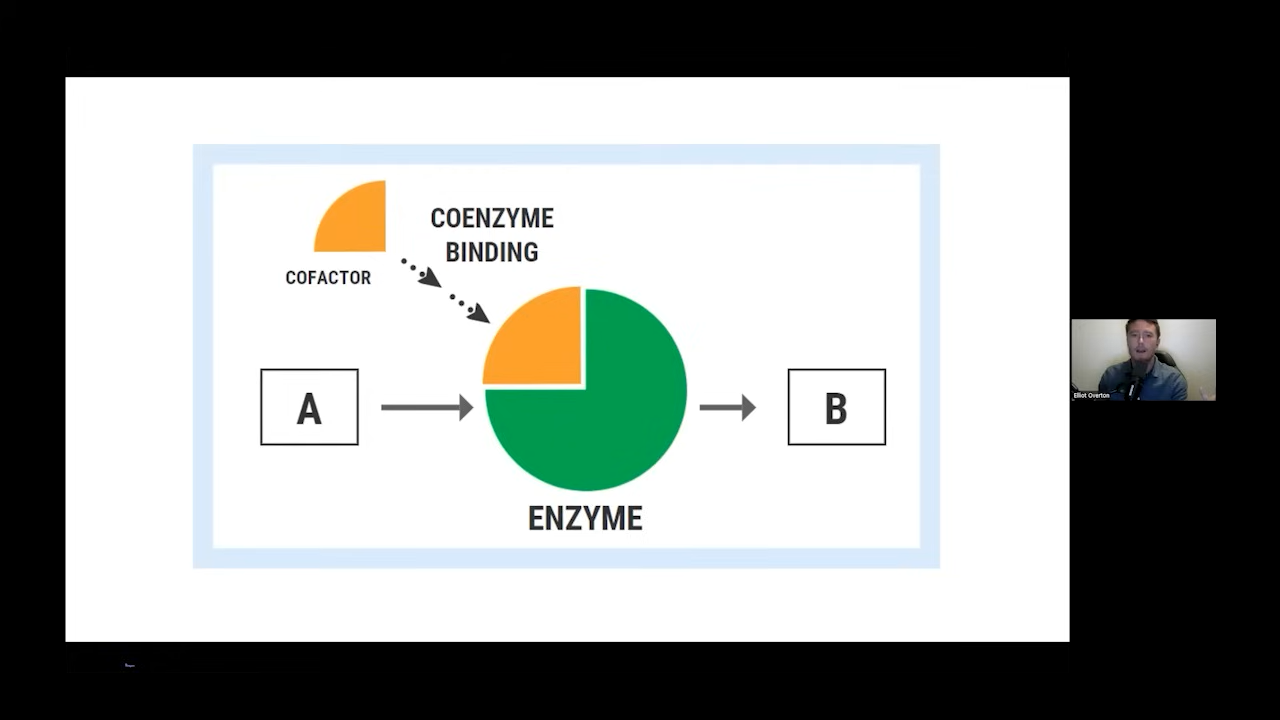 COENZYME
BINDING
COFACTOR
A
B
ENZYME
Elliot Overton